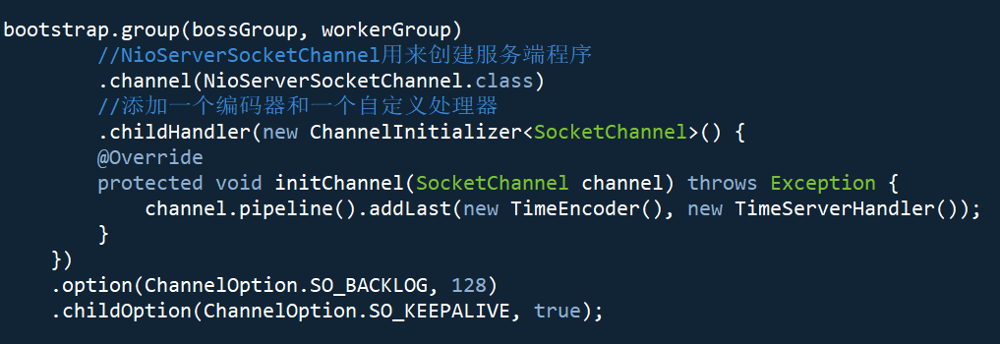 bootstrap.group(bossGroup, workerGroup)
//NioServerSocketChannel用来创建服务端程序
.channel(NioServerSocketChannel.class)
//添加一个编码器和一个自定义处理器
.childHandler(new ChannelInitializer<SocketChannel>() {
@Override
protected void initChannel(SocketChannel channel) throws Exception {
channel.pipeline().addLast(new TimeEncoder(), new TimeServerHandler());
}
})
.option(ChannelOption.SO_BACKLOG, 128)
.childOption(ChannelOption.SO_KEEPALIVE, true);